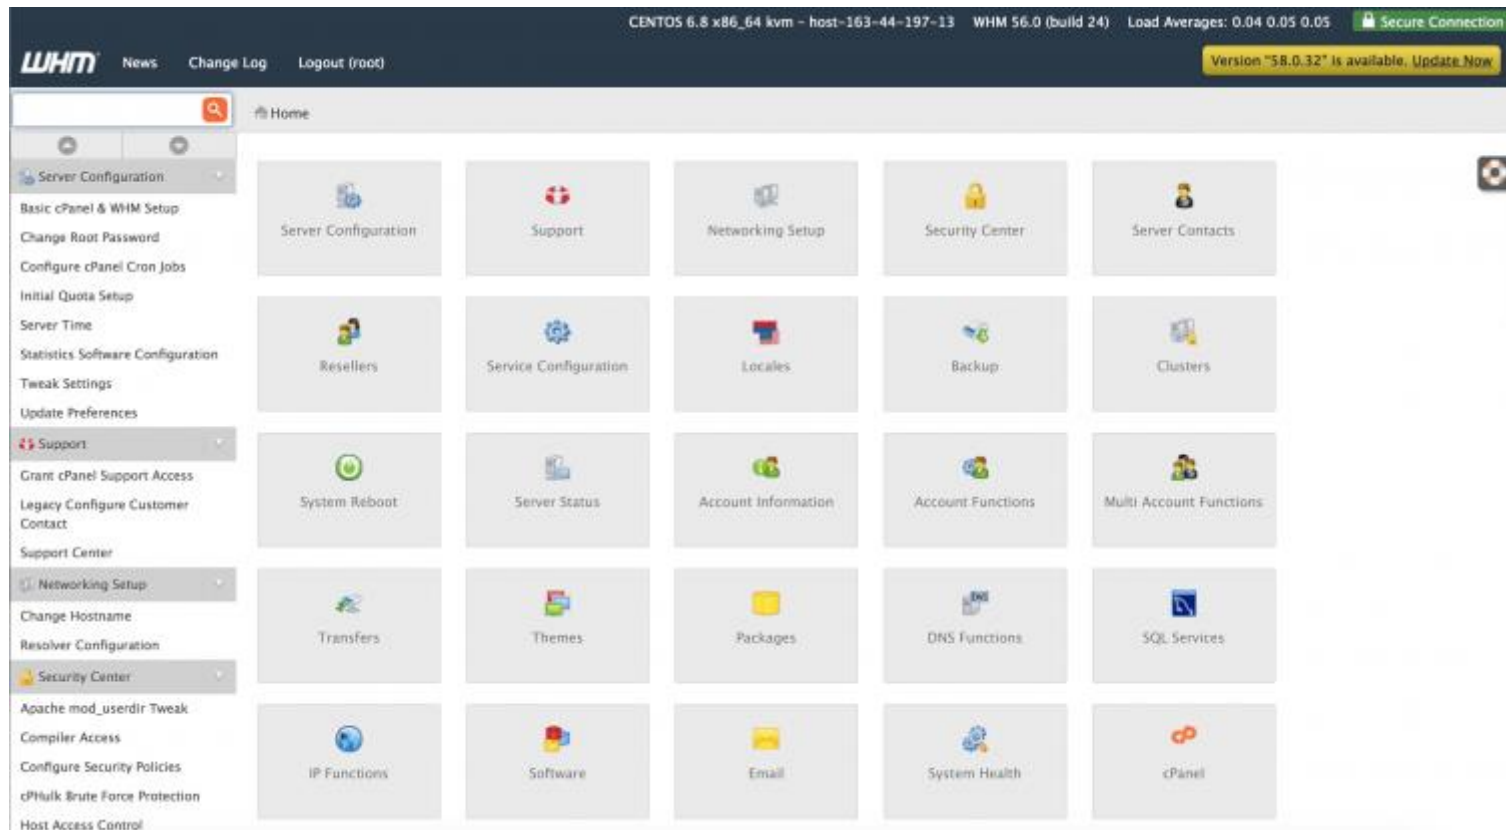 CENTOS 6.8 x86_64 kvm – host-163-44-197-13 WHM 56.0 (build 24) Load Averages: 0.04 0.05 0.05 Secure Connection
WHM News Change Log Logout (root) Version "58.0.32" is available. Update Now
Home
Server Configuration
Basic cPanel & WHM Setup
Change Root Password
Configure cPanel Cron Jobs
Initial Quota Setup
Server Time
Statistics Software Configuration
Tweak Settings
Update Preferences
Support
Grant cPanel Support Access
Legacy Configure Customer
Contact
Support Center
Networking Setup
Change Hostname
Resolver Configuration
Security Center
Apache mod_userdir Tweak
Compiler Access
Configure Security Policies
cPHulk Brute Force Protection
Host Access Control
Server Configuration Support Networking Setup Security Center Server Contacts
Resellers Service Configuration Locales Backup Clusters
System Reboot Server Status Account Information Account Functions Multi Account Functions
DNS
Transfers Themes Packages DNS Functions SQL Services
cP
IP Functions Software Email System Health cPanel